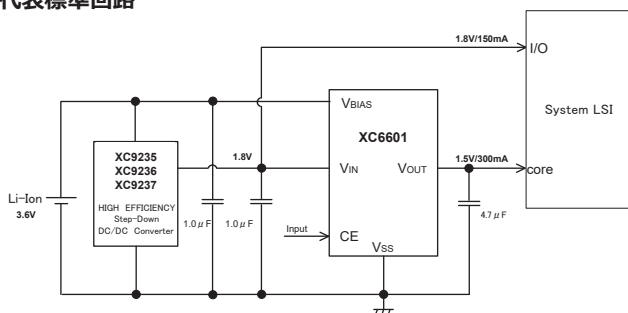 代表標準回路
1.8V/150mA
I/O
System LSI
VBIAS
XC6601
XC9235
XC9236
XC9237
1.8V
VIN
VOUT
1.5V/300mA
core
Li-Ion
3.6V
HIGH EFFICIENCY
Step-Down
DC/DC Converter
1.0μF
1.0μF
Input
CE
VSS
4.7μF